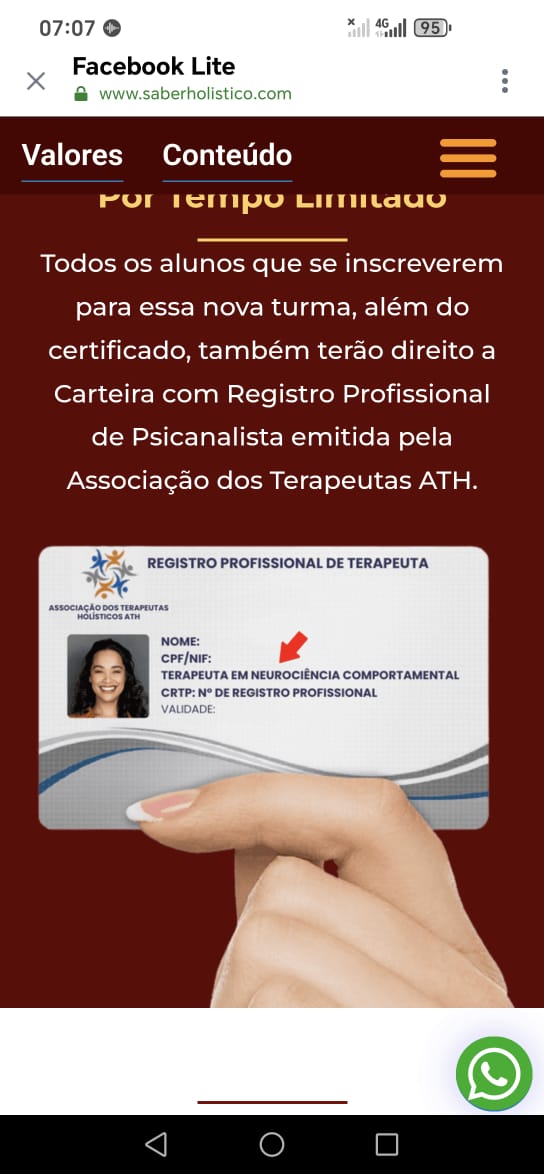 07:07
4G
95
Facebook Lite
www.saberholistico.com
Valores
Conteúdo
Por Tempo Limitado
Todos os alunos que se inscreverem
para essa nova turma, além do
certificado, também terão direito a
Carteira com Registro Profissional
de Psicanalista emitida pela
Associação dos Terapeutas ATH.
REGISTRO PROFISSIONAL DE TERAPEUTA
ASSOCIAÇÃO DOS TERAPEUTAS
HOLÍSTICOS ATH
NOME:
CPF/NIF:
TERAPEUTA EM NEUROCIÊNCIA COMPORTAMENTAL
CRTP: Nº DE REGISTRO PROFISSIONAL
VALIDADE: